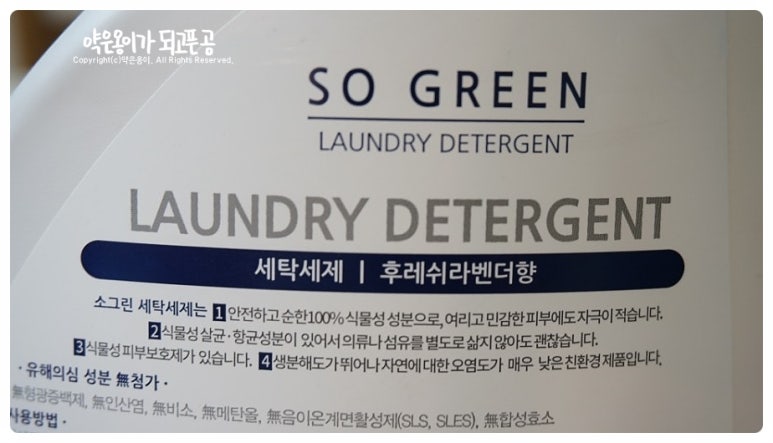 약은용이가 되고픈 곰
Copyright(c)약은용이. All Rights Reserved.
SO GREEN
LAUNDRY DETERGENT
LAUNDRY DETERGENT
세탁세제 | 후레쉬라벤더향
소그린 세탁세제는 1 안전하고 순한 100% 식물성 성분으로, 여리고 민감한 피부에도 자극이 적습니다.
2 식물성 살균·항균성분이 있어서 의류나 섬유를 별도로 삶지 않아도 괜찮습니다.
3 식물성 피부보호제가 있습니다. 4 생분해도가 뛰어나 자연에 대한 오염도가 매우 낮은 친환경 제품입니다.
· 유해의심 성분 無첨가 ·
無형광증백제, 無인산염, 無비소, 無메탄올, 無음이온계면활성제(SLS, SLES), 無합성효소
사용방법 ·